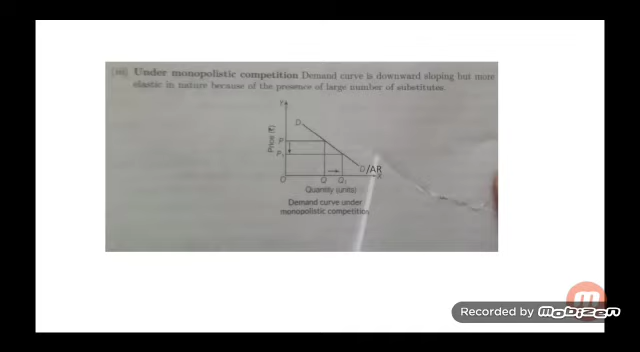 Under monopolistic competition Demand curve is downward sloping but more
elastic in nature because of the presence of large number of substitutes.
Y
D
Price (₹)
P
P₁
D/AR
O
Q
Q₁
X
Quantity (units)
Demand curve under
monopolistic competition
Recorded by MOBIZEN